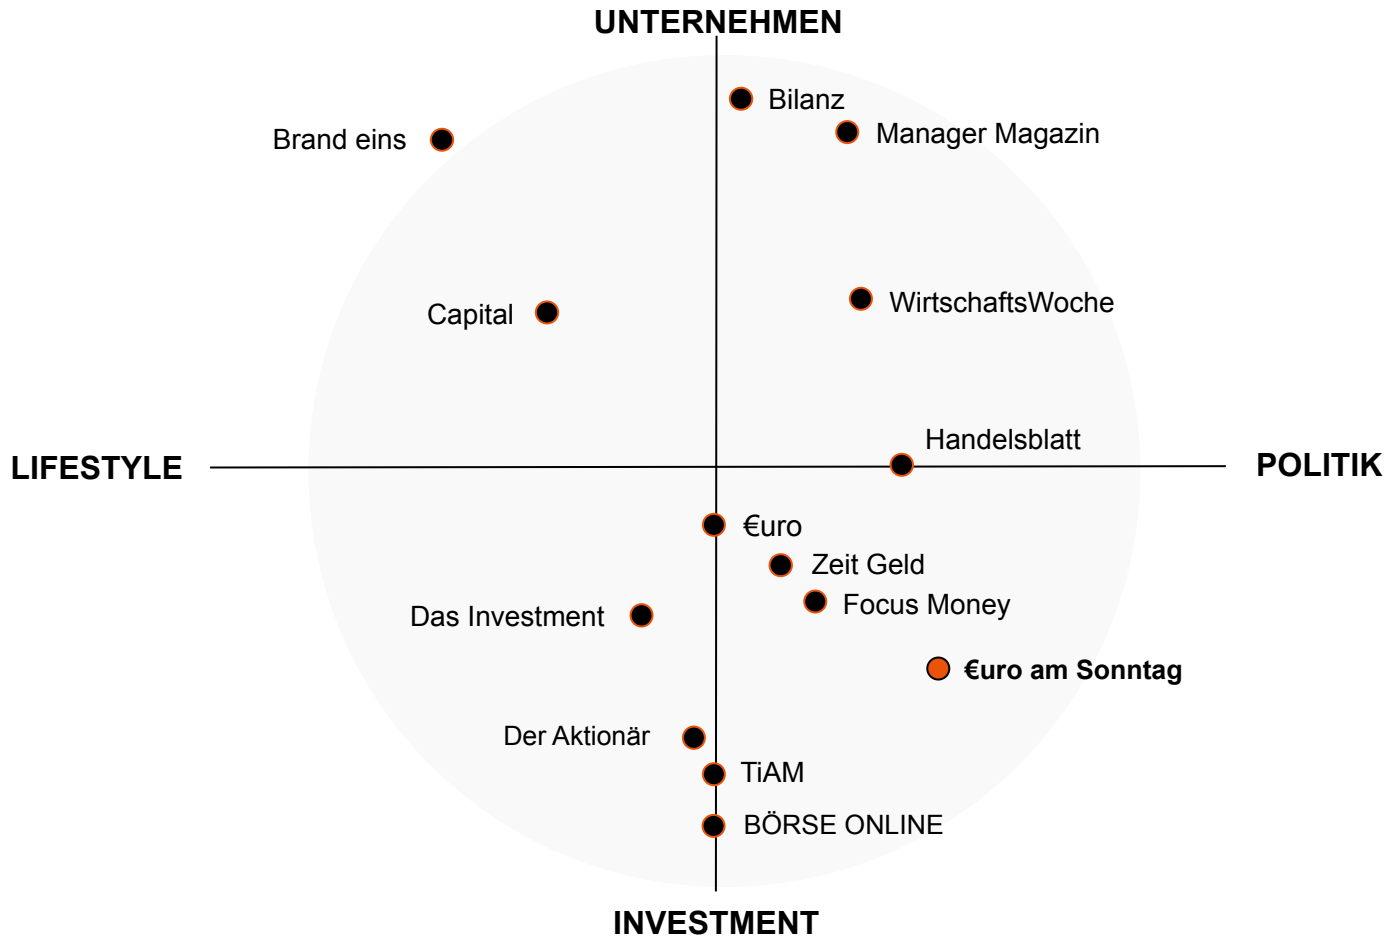 UNTERNEHMEN
Bilanz
Manager Magazin
Brand eins
WirtschaftsWoche
Capital
Handelsblatt
LIFESTYLE
POLITIK
€uro
Zeit Geld
Focus Money
Das Investment
€uro am Sonntag
Der Aktionär
TiAM
BÖRSE ONLINE
INVESTMENT